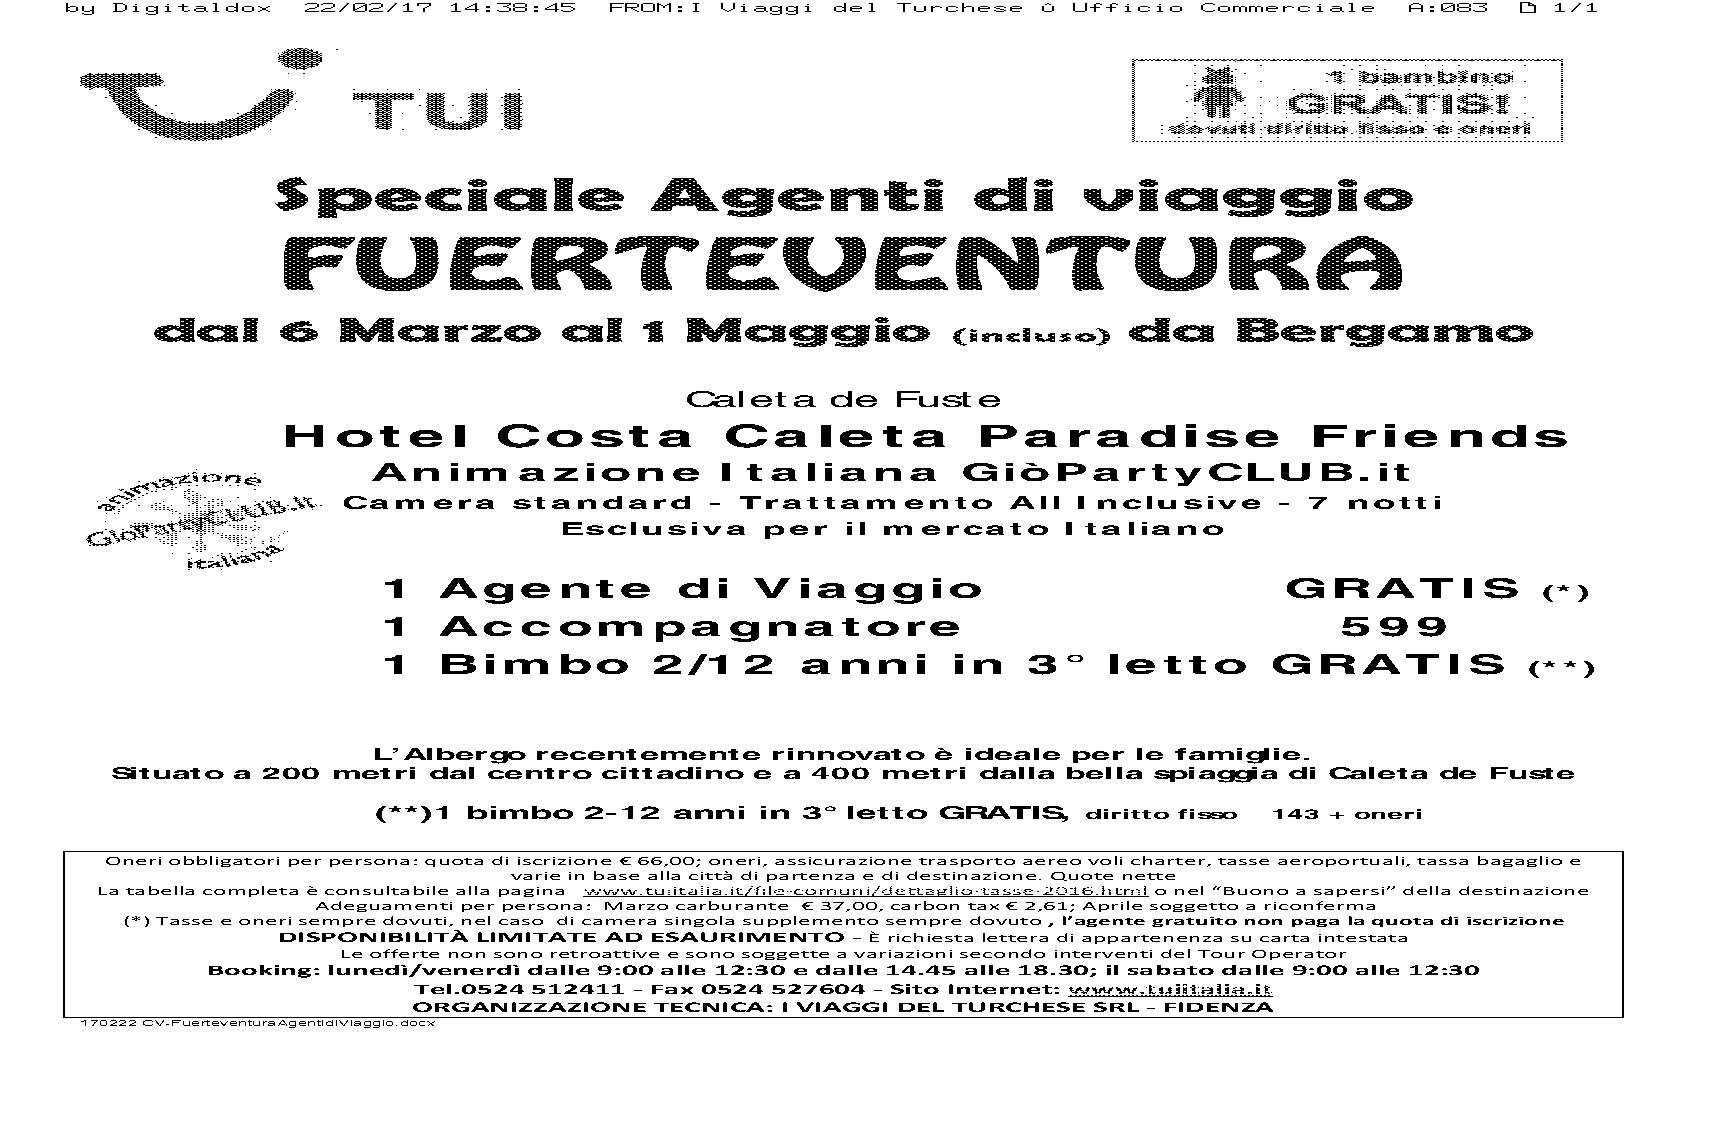 by Digitaldox 22/02/17 14:38:45 FROM:I Viaggi del Turchese û Ufficio Commerciale A:083 1/1
TUI
1 bambino
GRATIS!
dovuti diritto fisso e oneri
Speciale Agenti di viaggio
FUERTEVENTURA
dal 6 Marzo al 1 Maggio (incluso) da Bergamo
Caleta de Fuste
Hotel Costa Caleta Paradise Friends
Animazione Italiana GiòPartyCLUB.it
animazione
GiòPartyCLUB.it
italiana
Camera standard - Trattamento All Inclusive - 7 notti
Esclusiva per il mercato Italiano
1 Agente di Viaggio GRATIS (*)
1 Accompagnatore 599
1 Bimbo 2/12 anni in 3° letto GRATIS (**)
L'Albergo recentemente rinnovato è ideale per le famiglie.
Situato a 200 metri dal centro cittadino e a 400 metri dalla bella spiaggia di Caleta de Fuste
(**)1 bimbo 2-12 anni in 3° letto GRATIS, diritto fisso 143 + oneri
Oneri obbligatori per persona: quota di iscrizione € 66,00; oneri, assicurazione trasporto aereo voli charter, tasse aeroportuali, tassa bagaglio e
varie in base alla città di partenza e di destinazione. Quote nette
La tabella completa è consultabile alla pagina www.tuiitalia.it/file-comuni/dettaglio-tasse-2016.html o nel “Buono a sapersi” della destinazione
Adeguamenti per persona: Marzo carburante € 37,00, carbon tax € 2,61; Aprile soggetto a riconferma
(*) Tasse e oneri sempre dovuti, nel caso di camera singola supplemento sempre dovuto , l’agente gratuito non paga la quota di iscrizione
DISPONIBILITÀ LIMITATE AD ESAURIMENTO – È richiesta lettera di appartenenza su carta intestata
Le offerte non sono retroattive e sono soggette a variazioni secondo interventi del Tour Operator
Booking: lunedì/venerdì dalle 9:00 alle 12:30 e dalle 14.45 alle 18.30; il sabato dalle 9:00 alle 12:30
Tel.0524 512411 – Fax 0524 527604 – Sito Internet: www.tuiitalia.it
ORGANIZZAZIONE TECNICA: I VIAGGI DEL TURCHESE SRL – FIDENZA
170222 CV-FuerteventuraAgentidiViaggio.docx